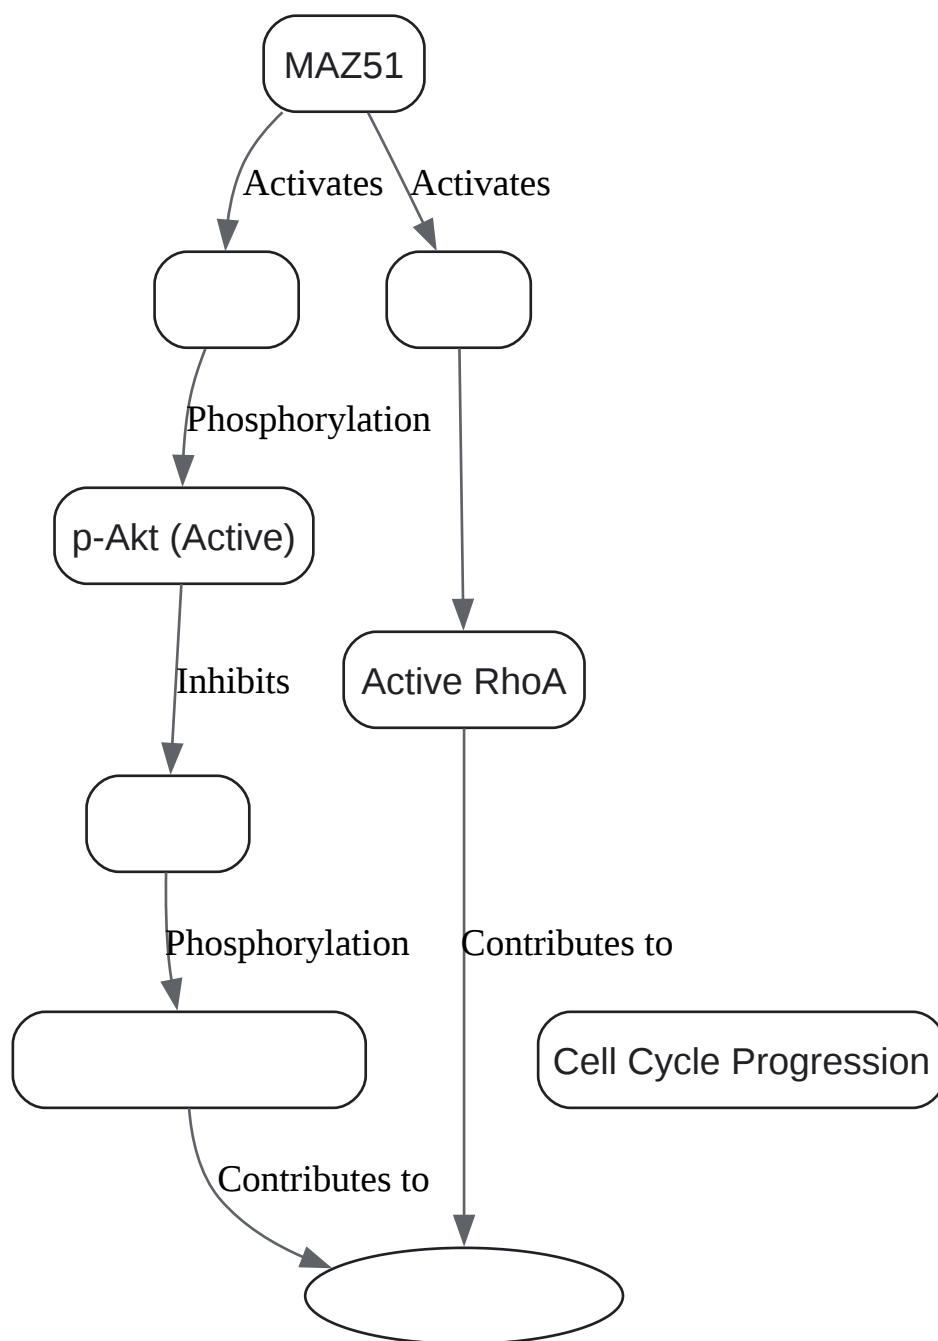 MAZ51
Activates
Activates
Phosphorylation
p-Akt (Active)
Inhibits
Active RhoA
Phosphorylation
Contributes to
Cell Cycle Progression
Contributes to